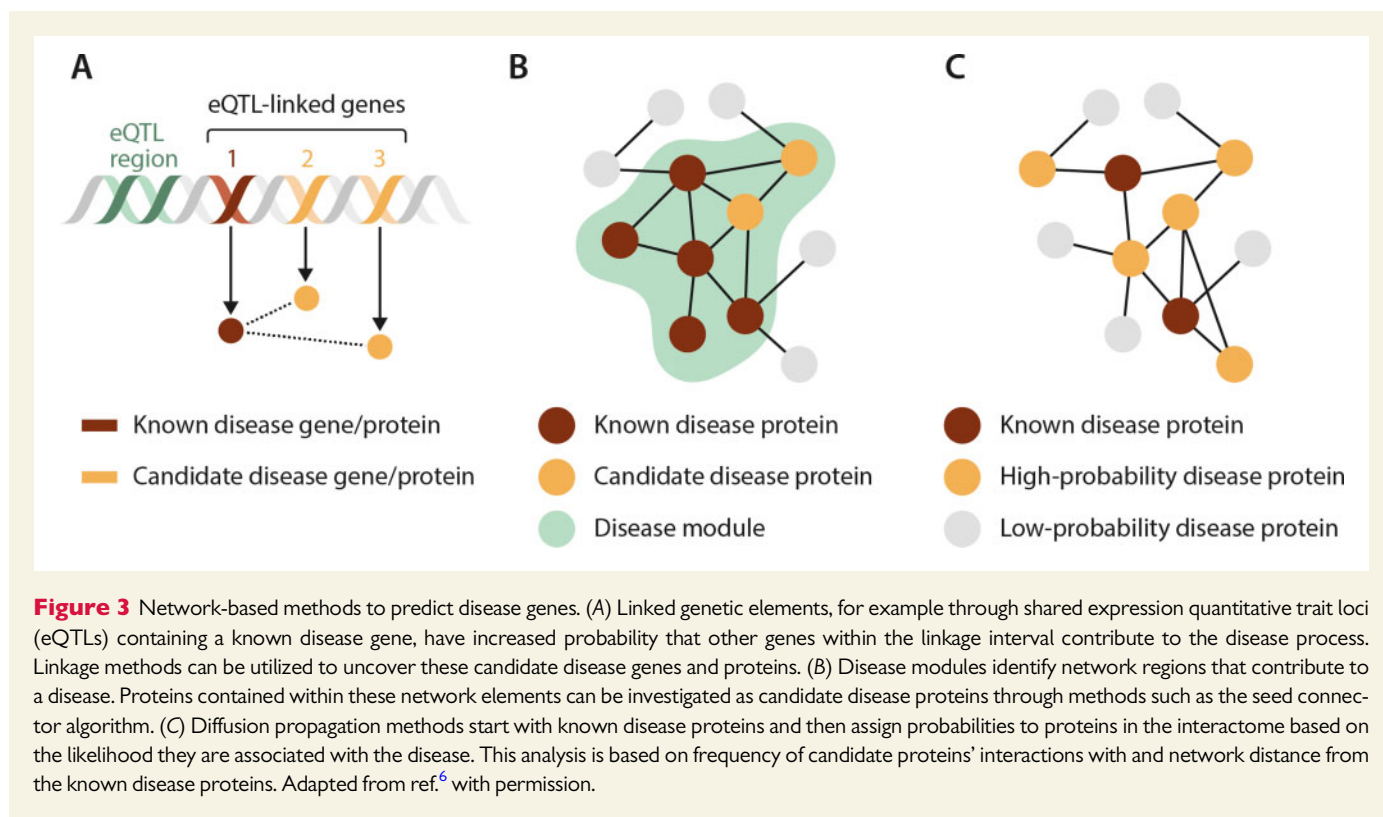 A
eQTL-linked genes
eQTL
region
1
2
3
Known disease gene/protein
Candidate disease gene/protein
B
Known disease protein
Candidate disease protein
Disease module
C
Known disease protein
High-probability disease protein
Low-probability disease protein
Figure 3 Network-based methods to predict disease genes. (A) Linked genetic elements, for example through shared expression quantitative trait loci
(eQTLs) containing a known disease gene, have increased probability that other genes within the linkage interval contribute to the disease process.
Linkage methods can be utilized to uncover these candidate disease genes and proteins. (B) Disease modules identify network regions that contribute to
a disease. Proteins contained within these network elements can be investigated as candidate disease proteins through methods such as the seed connec-
tor algorithm. (C) Diffusion propagation methods start with known disease proteins and then assign probabilities to proteins in the interactome based on
the likelihood they are associated with the disease. This analysis is based on frequency of candidate proteins’ interactions with and network distance from
the known disease proteins. Adapted from ref.6 with permission.